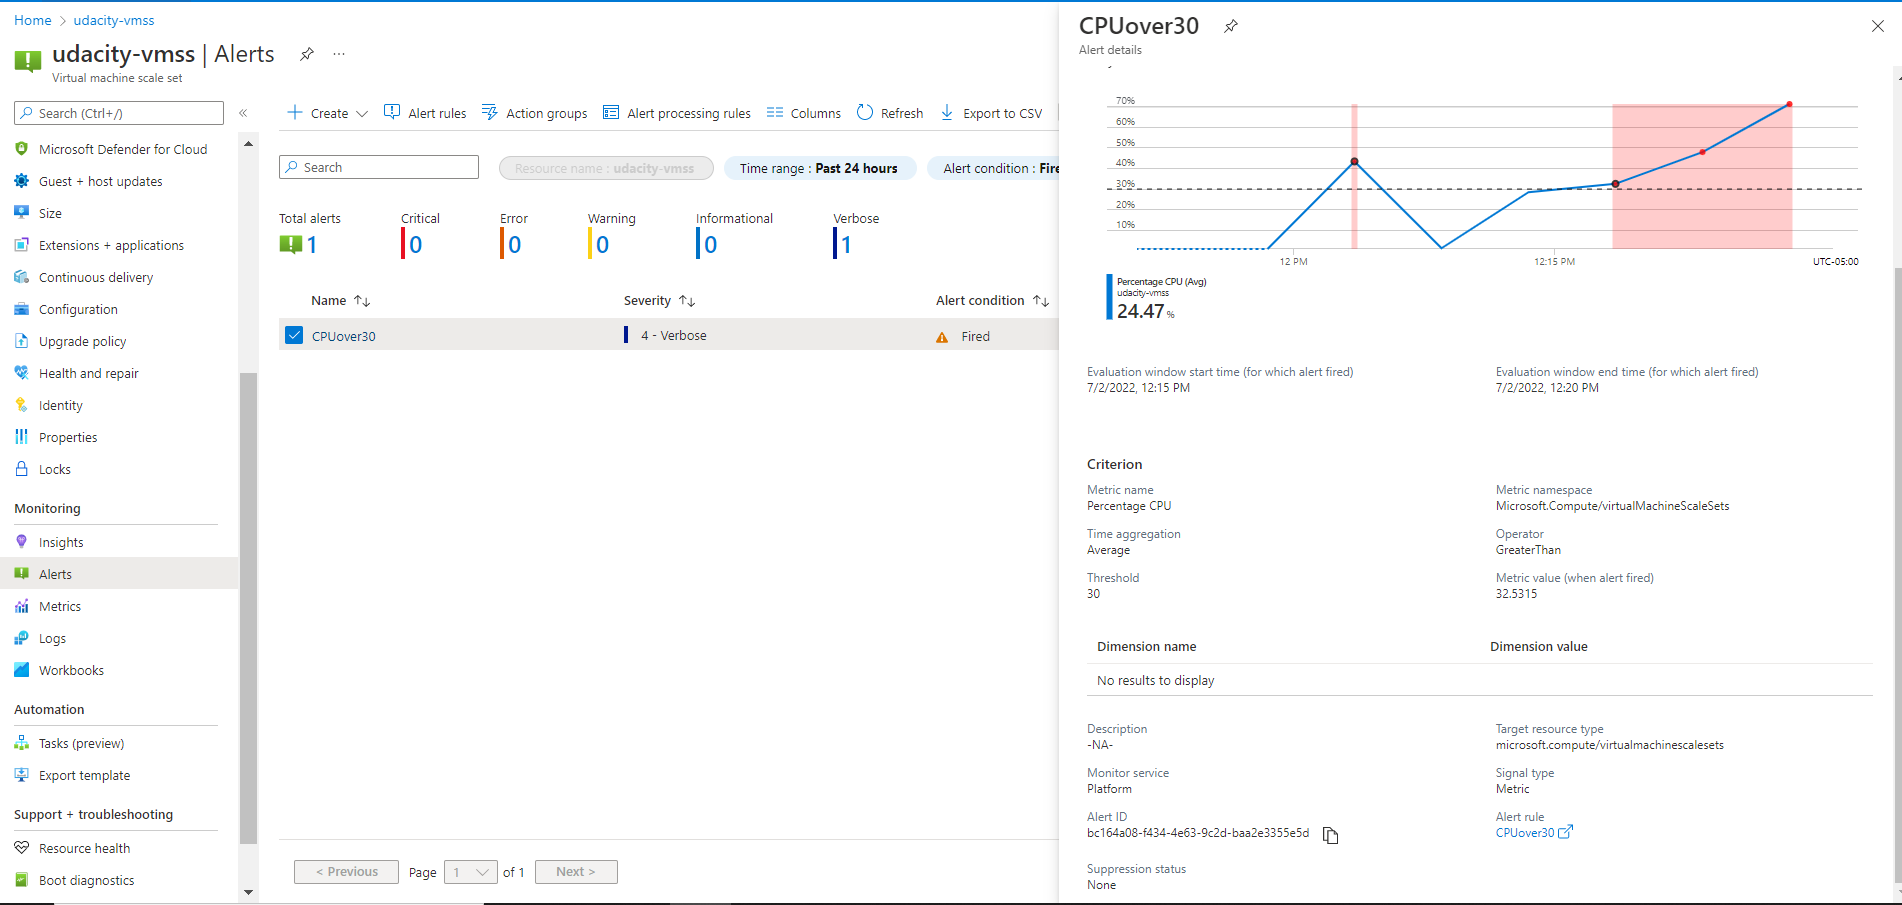 Home > udacity-vmss
udacity-vmss | Alerts ...
Virtual machine scale set
Search (Ctrl+/) «
Microsoft Defender for Cloud
Guest + host updates
Size
Extensions + applications
Continuous delivery
Configuration
Upgrade policy
Health and repair
Identity
Properties
Locks
Monitoring
Insights
Alerts
Metrics
Logs
Workbooks
Automation
Tasks (preview)
Export template
Support + troubleshooting
Resource health
Boot diagnostics
Create Alert rules Action groups Alert processing rules Columns Refresh Export to CSV
Search Resource name : udacity-vmss Time range : Past 24 hours Alert condition : Fire
Total alerts Critical Error Warning Informational Verbose
1 0 0 0 0 1
Name ↑↓ Severity ↑↓ Alert condition ↑↓
CPUover30 4 - Verbose Fired
< Previous Page 1 of 1 Next >
CPUover30
Alert details
70%
60%
50%
40%
30%
20%
10%
12 PM 12:15 PM UTC-05:00
Percentage CPU (Avg)
udacity-vmss
24.47 %
Evaluation window start time (for which alert fired) Evaluation window end time (for which alert fired)
7/2/2022, 12:15 PM 7/2/2022, 12:20 PM
Criterion
Metric name Metric namespace
Percentage CPU Microsoft.Compute/virtualMachineScaleSets
Time aggregation Operator
Average GreaterThan
Threshold Metric value (when alert fired)
30 32.5315
Dimension name Dimension value
No results to display
Description Target resource type
-NA- microsoft.compute/virtualmachinescalesets
Monitor service Signal type
Platform Metric
Alert ID Alert rule
bc164a08-f434-4e63-9c2d-baa2e3355e5d CPUover30
Suppression status
None